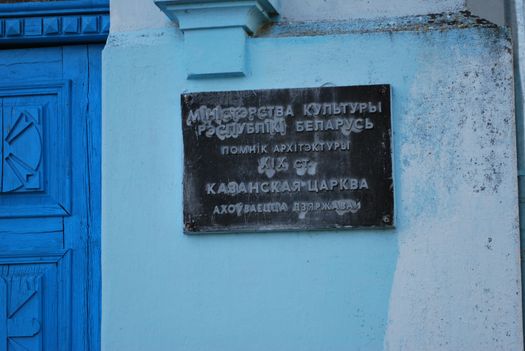 МІНІСТЭРСТВА КУЛЬТУРЫ
РЭСПУБЛІКІ БЕЛАРУСЬ
ПОМНІК АРХІТЭКТУРЫ
XIX СТ.
КАЗАНСКАЯ ЦАРКВА
АХОЎВАЕЦЦА ДЗЯРЖАВАЙ